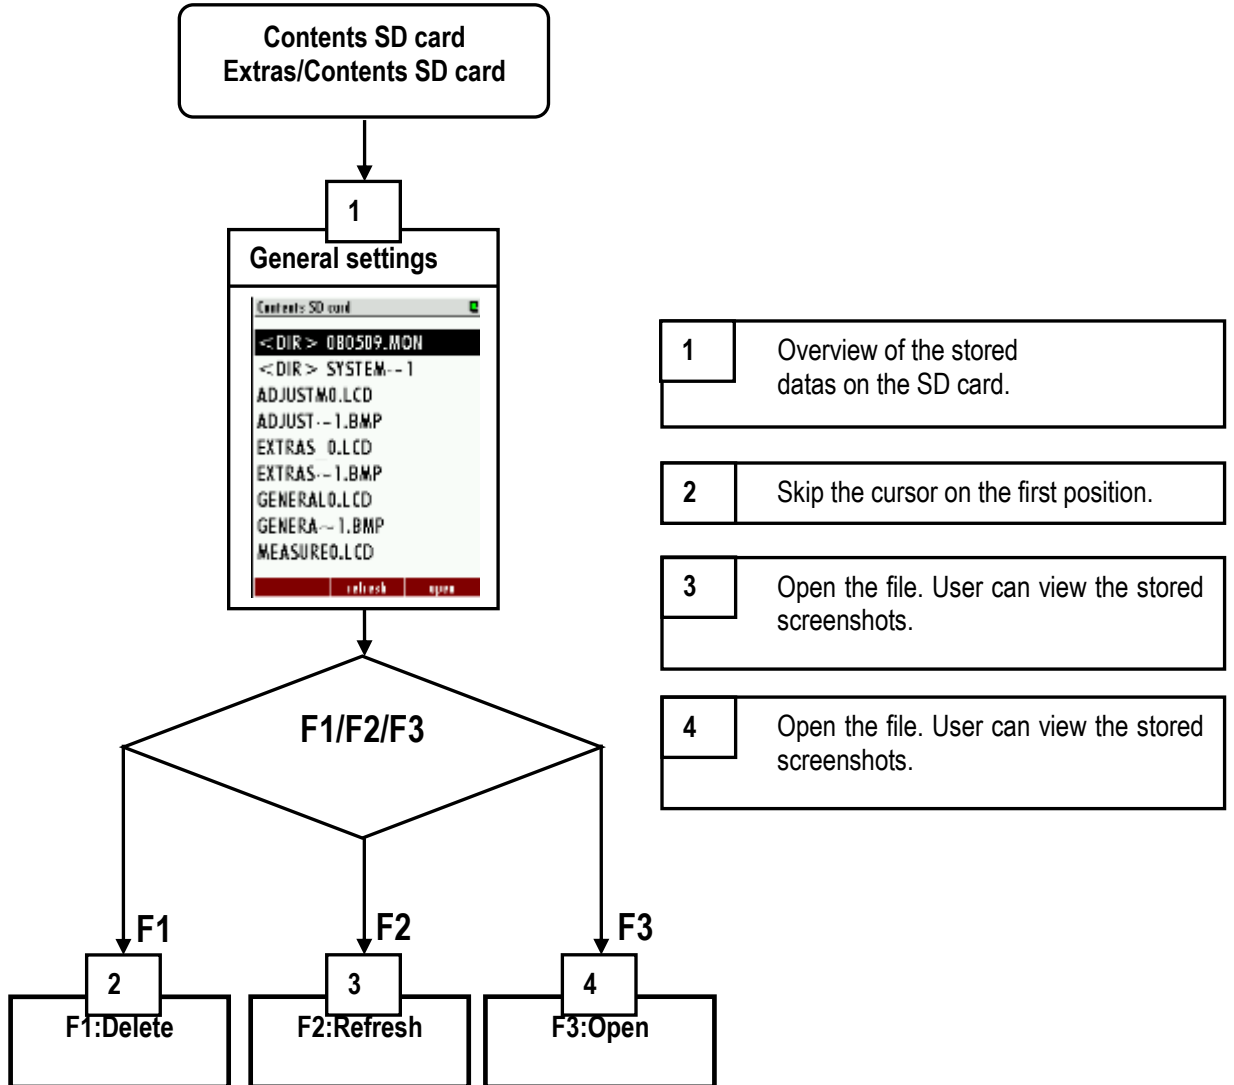 Contents SD card
Extras/Contents SD card
1
General settings
Contents SD card
<DIR> 080509.MON
<DIR> SYSTEM--1
ADJUSTM0.LCD
ADJUST--1.BMP
EXTRAS_0.LCD
EXTRAS--1.BMP
GENERAL0.LCD
GENERA~1.BMP
MEASURE0.LCD
refresh open
1 Overview of the stored
datas on the SD card.
2 Skip the cursor on the first position.
3 Open the file. User can view the stored
screenshots.
4 Open the file. User can view the stored
screenshots.
F1/F2/F3
F1 F2 F3
2 3 4
F1:Delete F2:Refresh F3:Open